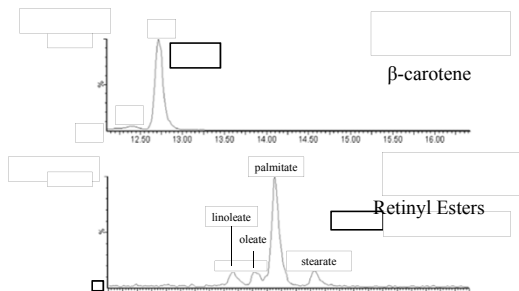 β-carotene
%
12.50 13.00 13.50 14.00 14.50 15.00 15.50 16.00
palmitate
Retinyl Esters
linoleate
oleate
stearate
%